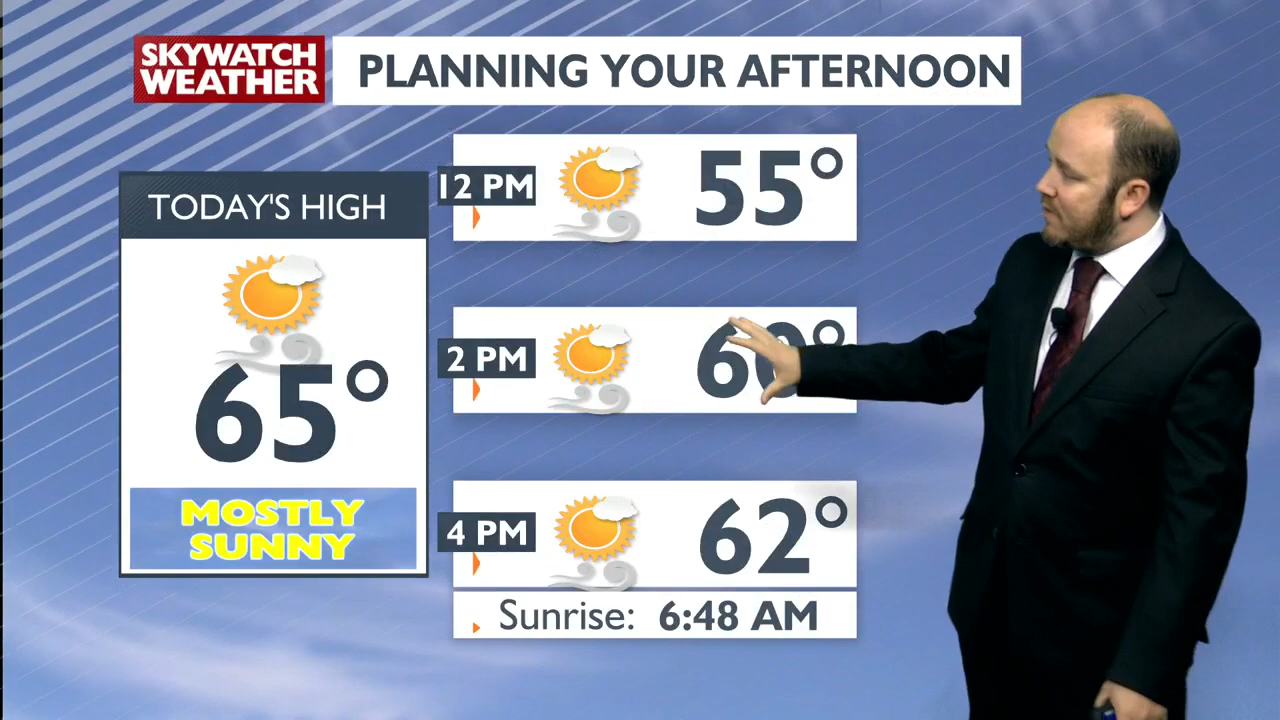 SKYWATCH
WEATHER
PLANNING YOUR AFTERNOON
TODAY'S HIGH
65°
MOSTLY
SUNNY
12 PM
55°
2 PM
60°
4 PM
62°
Sunrise: 6:48 AM